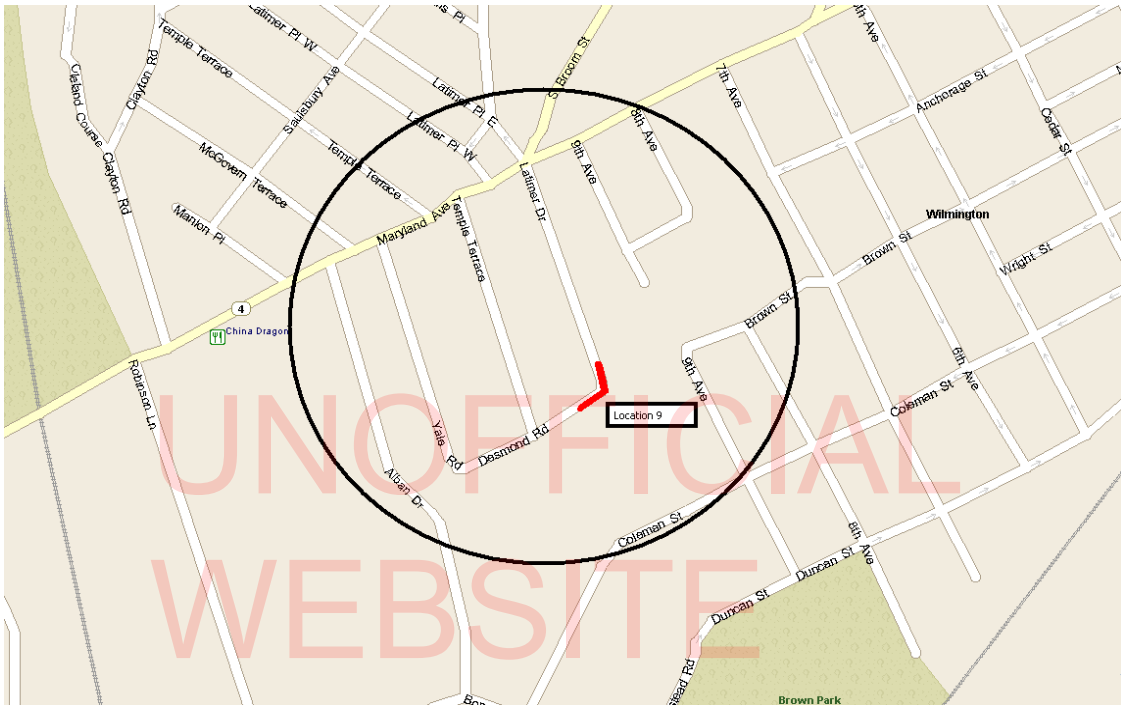 Latimer Pl W
Temple Terrace
Clayton Rd
Cleland Course
Clayton Rd
Saulsbury Ave
Latimer Pl E
Latimer Pl W
S Broom St
McGovern Terrace
Temple Terrace
Manlon Pl
Maryland Ave
Temple Terrace
Latimer Dr
9th Ave
8th Ave
7th Ave
Anchorage St
Cedar St
Wilmington
Brown St
Wright St
4
China Dragon
Brown St
Robinson Ln
9th Ave
6th Ave
Coleman St
Location 9
Yale Rd
Desmond Rd
Alban Dr
UNOFFICIAL
WEBSITE
Coleman St
8th Ave
Duncan St
Duncan St
Brown Park